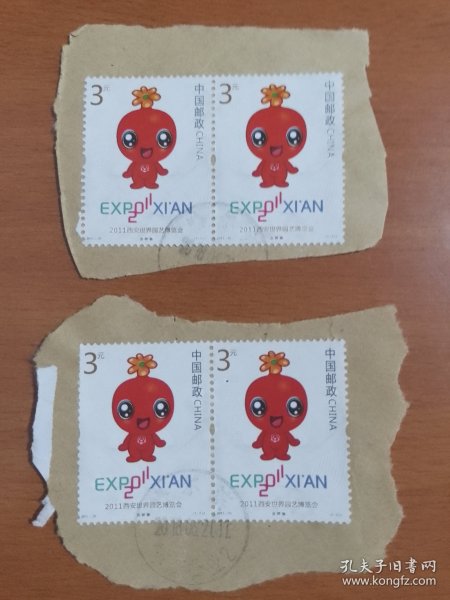 3元 3元
中国邮政 CHINA 中国邮政 CHINA
EXPO2011 XI'AN EXPO2011 XI'AN
2011西安世界园艺博览会 2011西安世界园艺博览会
3元 3元
中国邮政 CHINA 中国邮政 CHINA
EXPO2011 XI'AN EXPO2011 XI'AN
2011西安世界园艺博览会 2011西安世界园艺博览会
孔夫子旧书网
www.kongfz.com